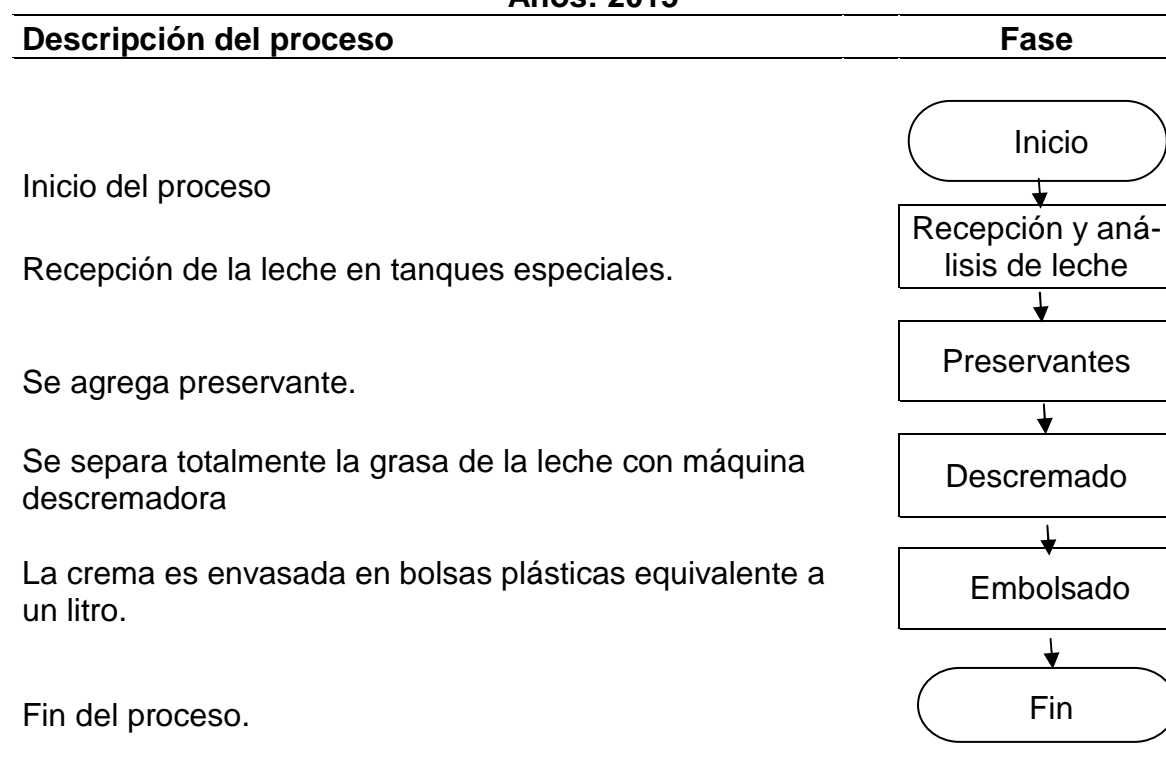 Descripción del proceso Fase
Inicio
Inicio del proceso
Recepción y aná-
lisis de leche
Recepción de la leche en tanques especiales.
Preservantes
Se agrega preservante.
Se separa totalmente la grasa de la leche con máquina
descremadora
Descremado
La crema es envasada en bolsas plásticas equivalente a
un litro.
Embolsado
Fin del proceso.
Fin